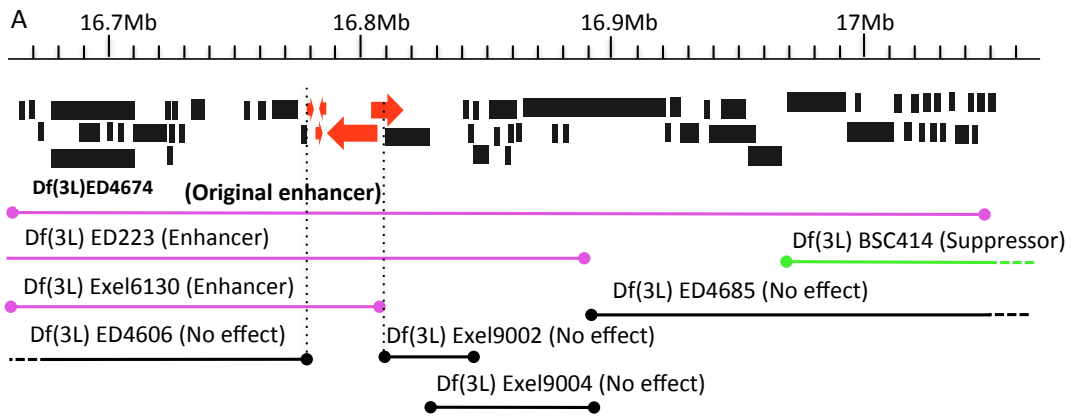 A
16.7Mb 16.8Mb 16.9Mb 17Mb
Df(3L)ED4674 (Original enhancer)
Df(3L) ED223 (Enhancer)
Df(3L) BSC414 (Suppressor)
Df(3L) Exel6130 (Enhancer)
Df(3L) ED4685 (No effect)
Df(3L) ED4606 (No effect)
Df(3L) Exel9002 (No effect)
Df(3L) Exel9004 (No effect)